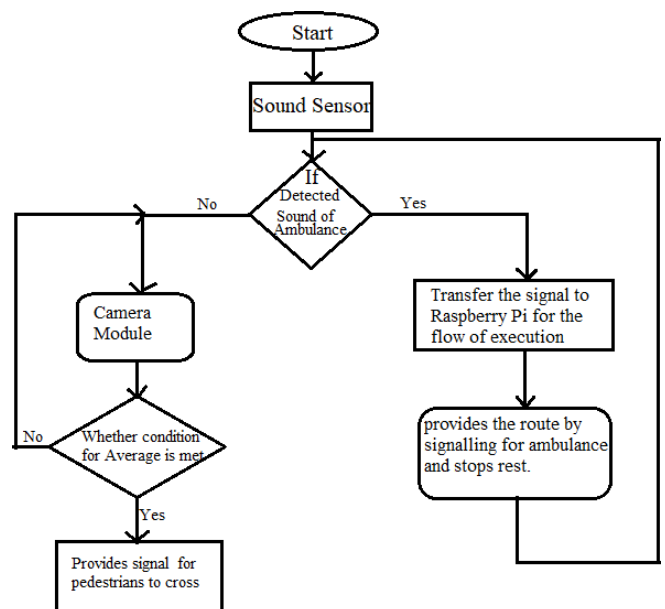 Start
Sound Sensor
If
Detected
Sound of
Ambulance
No
Yes
Camera
Module
Transfer the signal to
Raspberry Pi for the
flow of execution
provides the route by
signalling for ambulance
and stops rest.
No
Whether condition
for Average is met
Yes
Provides signal for
pedestrians to cross